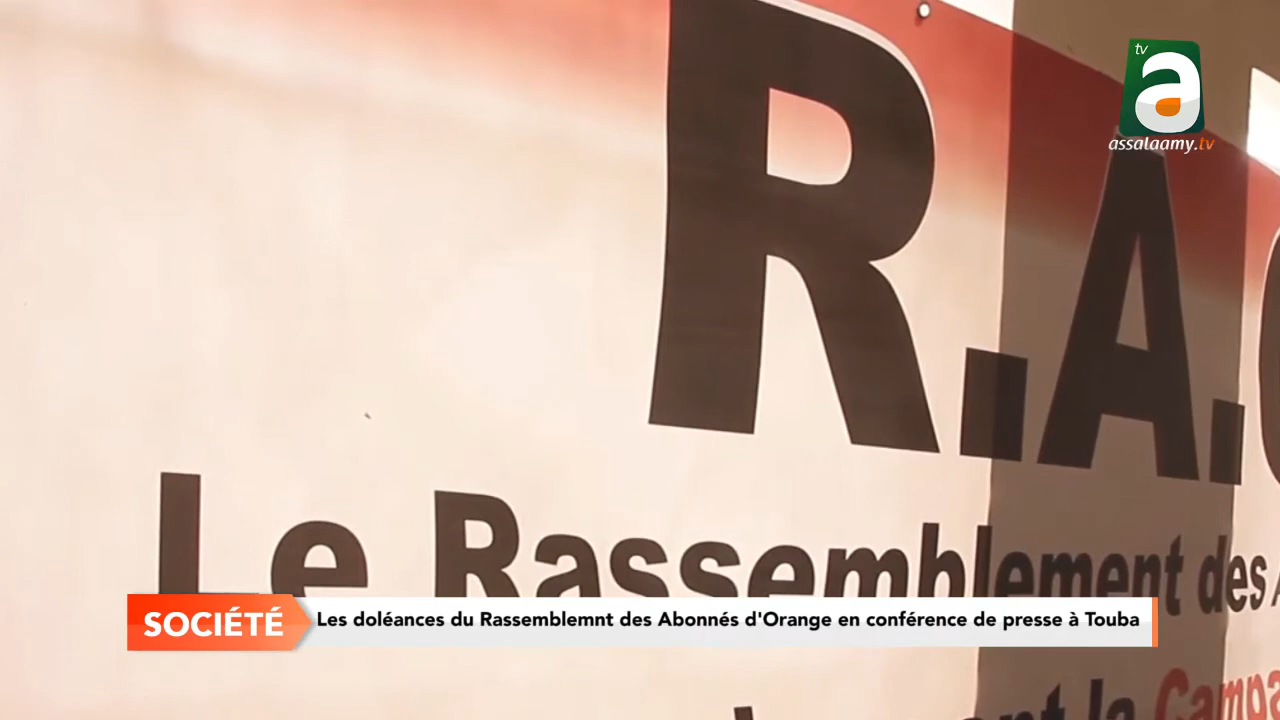 R.A.
tv
a
assalaamy.tv
Le Rassemblement des
SOCIÉTÉ
Les doléances du Rassemblemnt des Abonnés d'Orange en conférence de presse à Touba
la